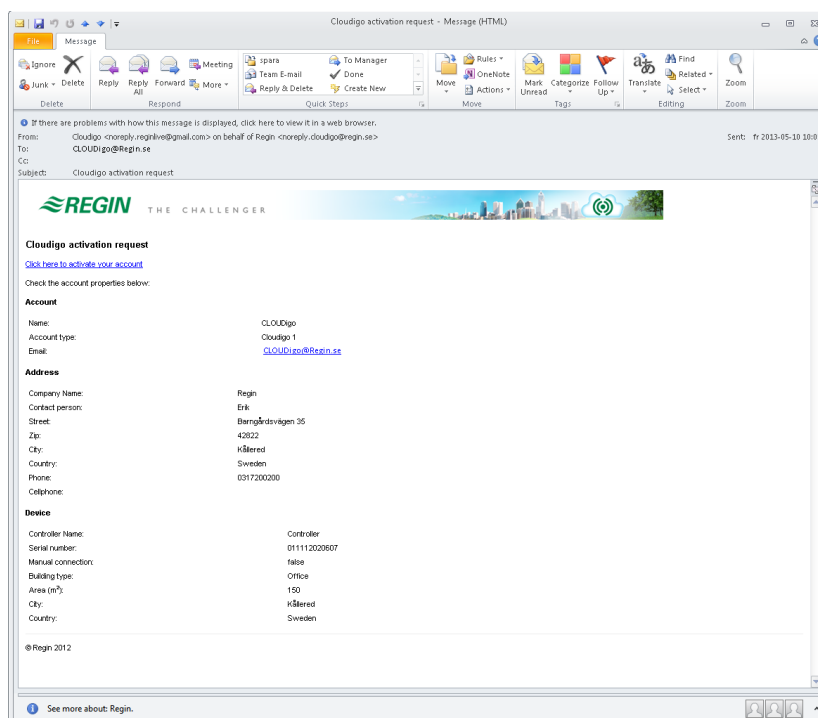 Cloudigo activation request - Message (HTML)
File Message
Ignore
Junk
Delete
Delete
Reply
Reply All
Forward
Meeting
More
Respond
spara
Team E-mail
Reply & Delete
To Manager
Done
Create New
Quick Steps
Move
Rules
OneNote
Actions
Move
Mark Unread
Categorize
Follow Up
Tags
Translate
Find
Related
Select
Editing
Zoom
Zoom
If there are problems with how this message is displayed, click here to view it in a web browser.
From: Cloudigo <noreply.reginlive@gmail.com> on behalf of Regin <noreply.cloudigo@regin.se> Sent: fr 2013-05-10 10:0
To: CLOUDigo@Regin.se
Cc:
Subject: Cloudigo activation request
REGIN THE CHALLENGER
Cloudigo activation request
Click here to activate your account
Check the account properties below:
Account
Name: CLOUDigo
Account type: Cloudigo 1
Email: CLOUDigo@Regin.se
Address
Company Name: Regin
Contact person: Erik
Street: Barngårdsvägen 35
Zip: 42822
City: Kållered
Country: Sweden
Phone: 0317200200
Cellphone:
Device
Controller Name: Controller
Serial number: 011112020607
Manual connection: false
Building type: Office
Area (m²): 150
City: Kållered
Country: Sweden
© Regin 2012
See more about: Regin.